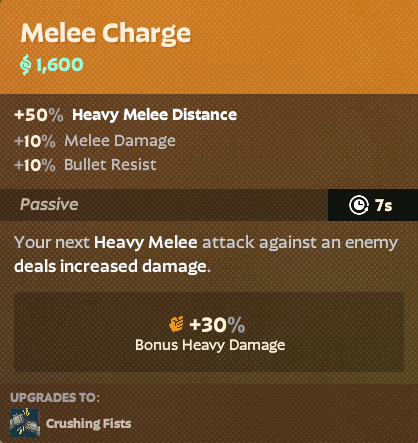 Melee Charge
1,600
+50% Heavy Melee Distance
+10% Melee Damage
+10% Bullet Resist
Passive 7s
Your next Heavy Melee attack against an enemy
deals increased damage.
+30%
Bonus Heavy Damage
UPGRADES TO:
Crushing Fists